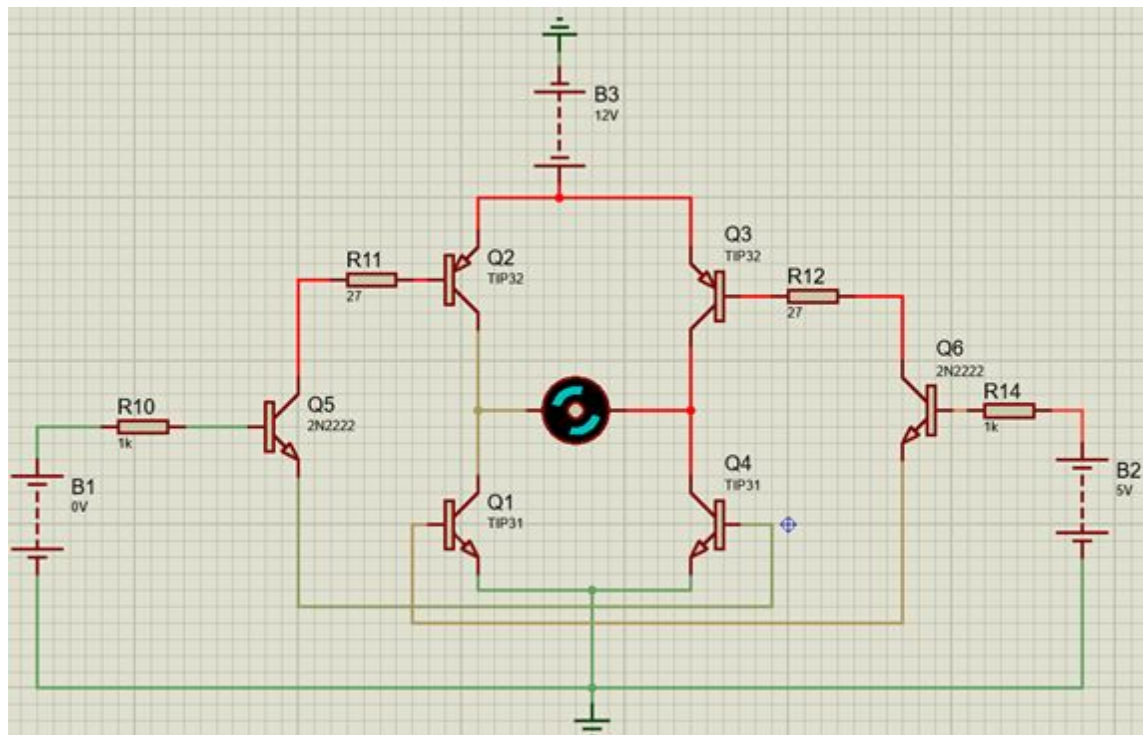 B3
12V
Q3
TIP32
Q2
TIP32
R11
27
R12
27
Q6
2N2222
R14
1k
R10
1k
Q5
2N2222
B2
5V
Q4
TIP31
B1
0V
Q1
TIP31